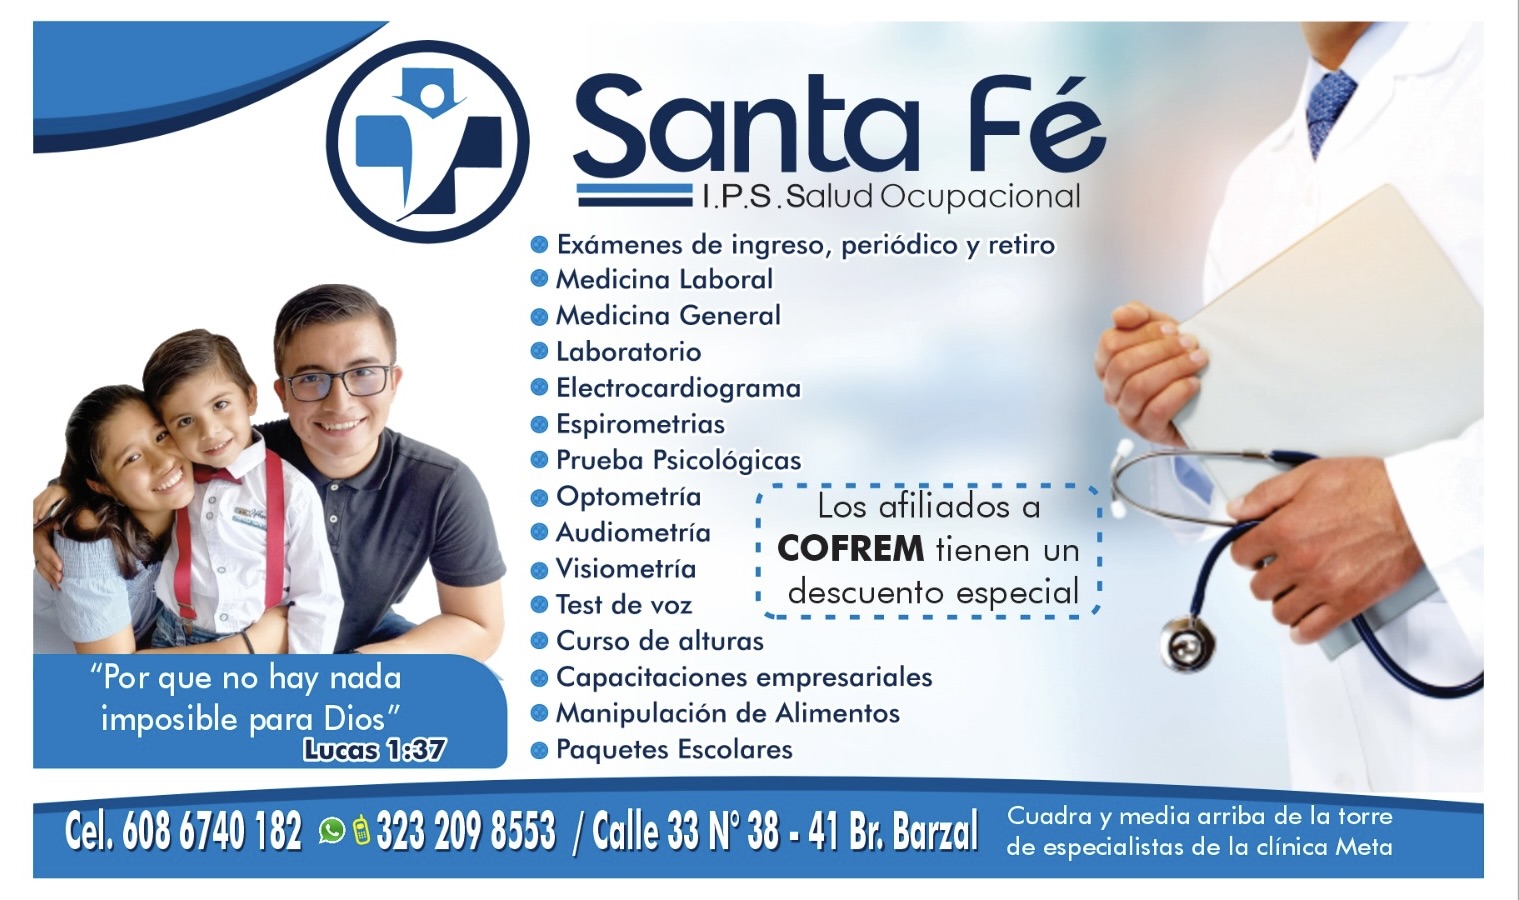 Santa Fé
I.P.S. Salud Ocupacional
Exámenes de ingreso, periódico y retiro
Medicina Laboral
Medicina General
Laboratorio
Electrocardiograma
Espirometrias
Prueba Psicológicas
Optometría
Audiometría
Visiometría
Test de voz
Curso de alturas
Capacitaciones empresariales
Manipulación de Alimentos
Paquetes Escolares
Los afiliados a
COFREM tienen un
descuento especial
“Por que no hay nada
imposible para Dios”
Lucas 1:37
Cel. 608 6740 182 323 209 8553 / Calle 33 N° 38 - 41 Br. Barzal
Cuadra y media arriba de la torre
de especialistas de la clínica Meta